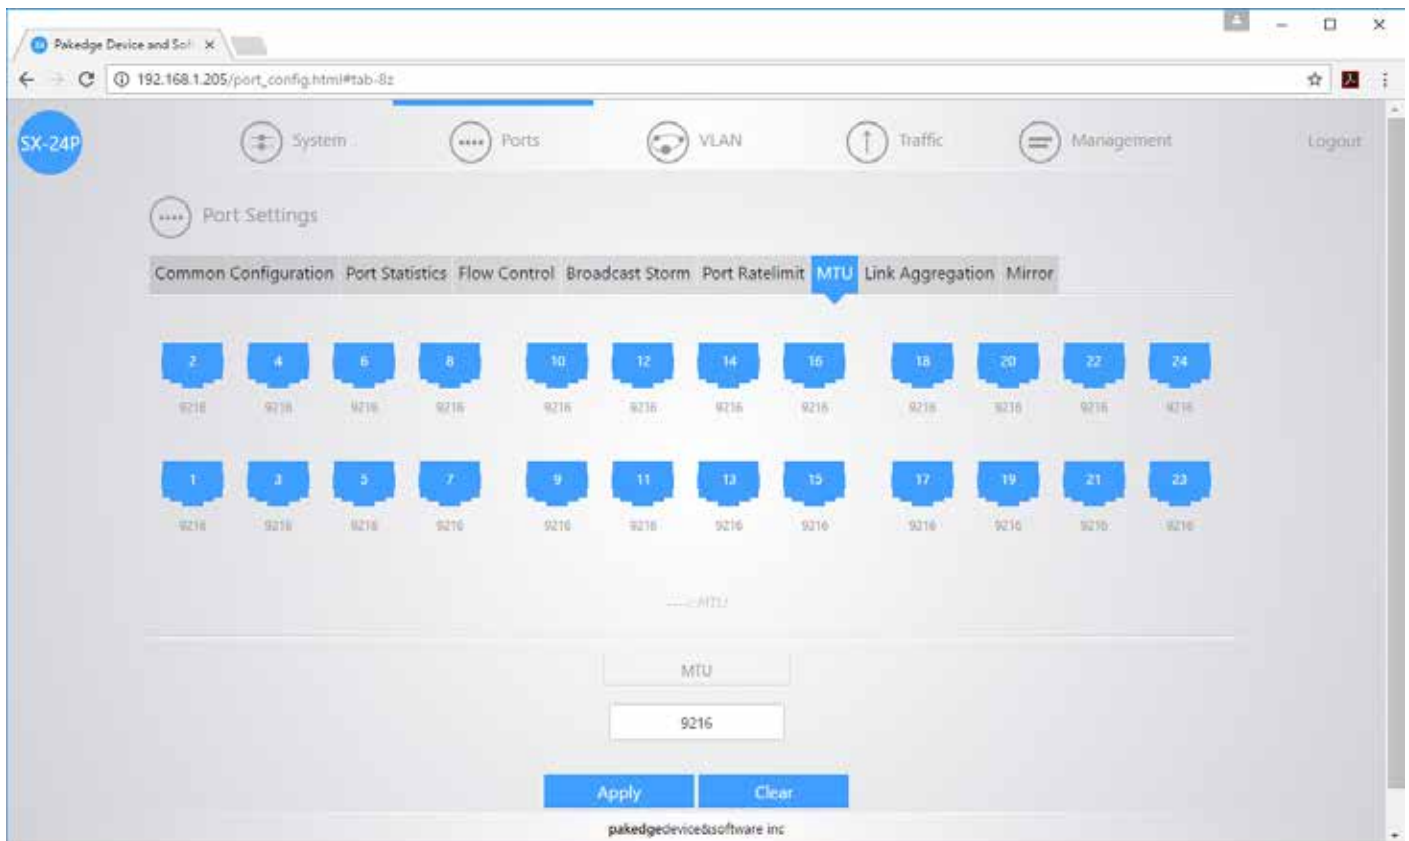 Pakedge Device and Sof
192.168.1.205/port_config.html#tab-8z
SX-24P
System
Ports
VLAN
Traffic
Management
Logout
Port Settings
Common Configuration Port Statistics Flow Control Broadcast Storm Port Ratelimit MTU Link Aggregation Mirror
2 4 6 8 10 12 14 16 18 20 22 24
9216 9216 9216 9216 9216 9216 9216 9216 9216 9216 9216 9216
1 3 5 7 9 11 13 15 17 19 21 23
9216 9216 9216 9216 9216 9216 9216 9216 9216 9216 9216 9216
MTU
MTU
9216
Apply Clear
pakedgedevice&software inc